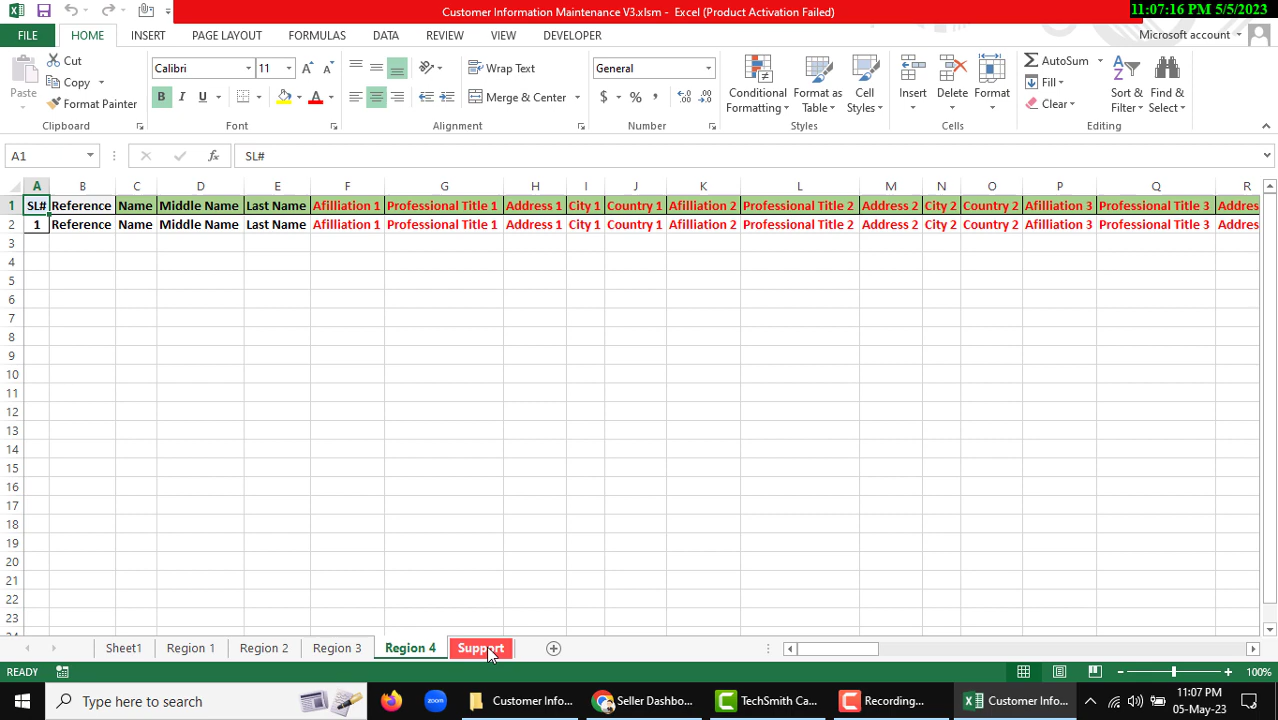 Customer Information Maintenance V3.xlsm - Excel (Product Activation Failed)
11:07:16 PM 5/5/2023
FILE HOME INSERT PAGE LAYOUT FORMULAS DATA REVIEW VIEW DEVELOPER Microsoft account
Paste
Cut
Copy
Format Painter
Clipboard
Calibri 11
B I U
Font
Wrap Text
Merge & Center
Alignment
General
$ % ,
Number
Conditional Formatting
Format as Table
Cell Styles
Styles
Insert Delete Format
Cells
AutoSum
Fill
Clear
Sort & Filter
Find & Select
Editing
A1 fx SL#
A B C D E F G H I J K L M N O P Q R
1 SL# Reference Name Middle Name Last Name Afilliation 1 Professional Title 1 Address 1 City 1 Country 1 Afilliation 2 Professional Title 2 Address 2 City 2 Country 2 Afilliation 3 Professional Title 3 Addres
2 1 Reference Name Middle Name Last Name Afilliation 1 Professional Title 1 Address 1 City 1 Country 1 Afilliation 2 Professional Title 2 Address 2 City 2 Country 2 Afilliation 3 Professional Title 3 Addres
3
4
5
6
7
8
9
10
11
12
13
14
15
16
17
18
19
20
21
22
23
Sheet1 Region 1 Region 2 Region 3 Region 4 Support
READY 100%
Type here to search Customer Info... Seller Dashbo... TechSmith Ca... Recording... Customer Info...
11:07 PM
05-May-23